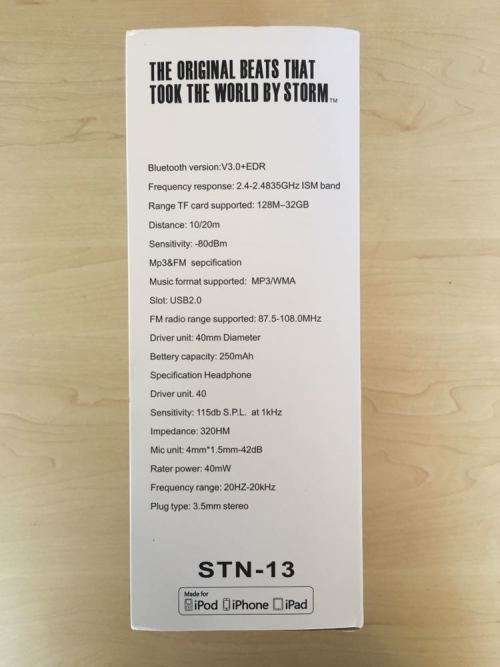 THE ORIGINAL BEATS THAT
TOOK THE WORLD BY STORM™
Bluetooth version:V3.0+EDR
Frequency response: 2.4-2.4835GHz ISM band
Range TF card supported: 128M~32GB
Distance: 10/20m
Sensitivity: -80dBm
Mp3&FM sepcification
Music format supported: MP3/WMA
Slot: USB2.0
FM radio range supported: 87.5-108.0MHz
Driver unit: 40mm Diameter
Bettery capacity: 250mAh
Specification Headphone
Driver unit. 40
Sensitivity: 115db S.P.L. at 1kHz
Impedance: 320HM
Mic unit: 4mm*1.5mm-42dB
Rater power: 40mW
Frequency range: 20HZ-20kHz
Plug type: 3.5mm stereo
STN-13
Made for
iPod iPhone iPad